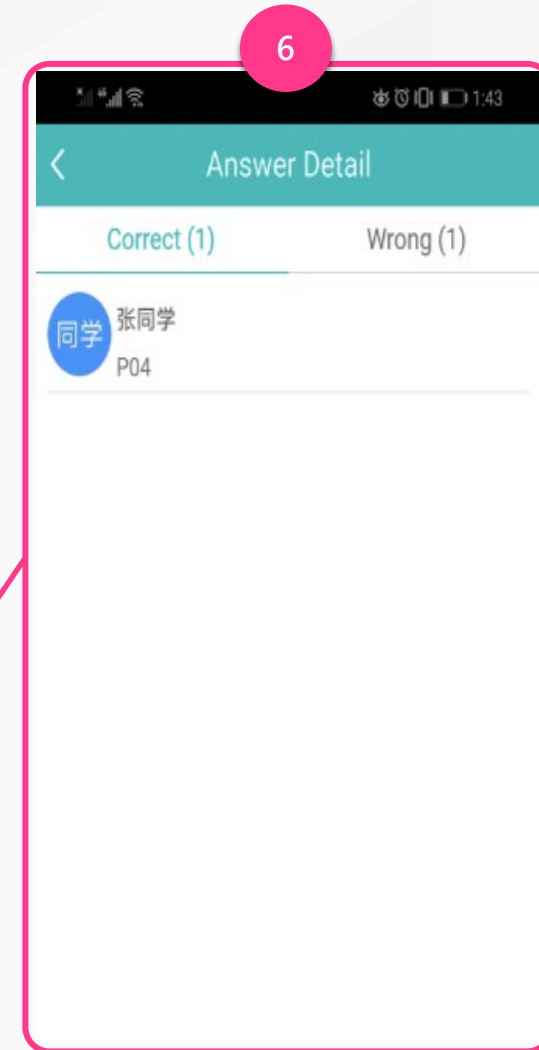 6
1:43
Answer Detail
Correct (1)
Wrong (1)
同学
张同学
P04